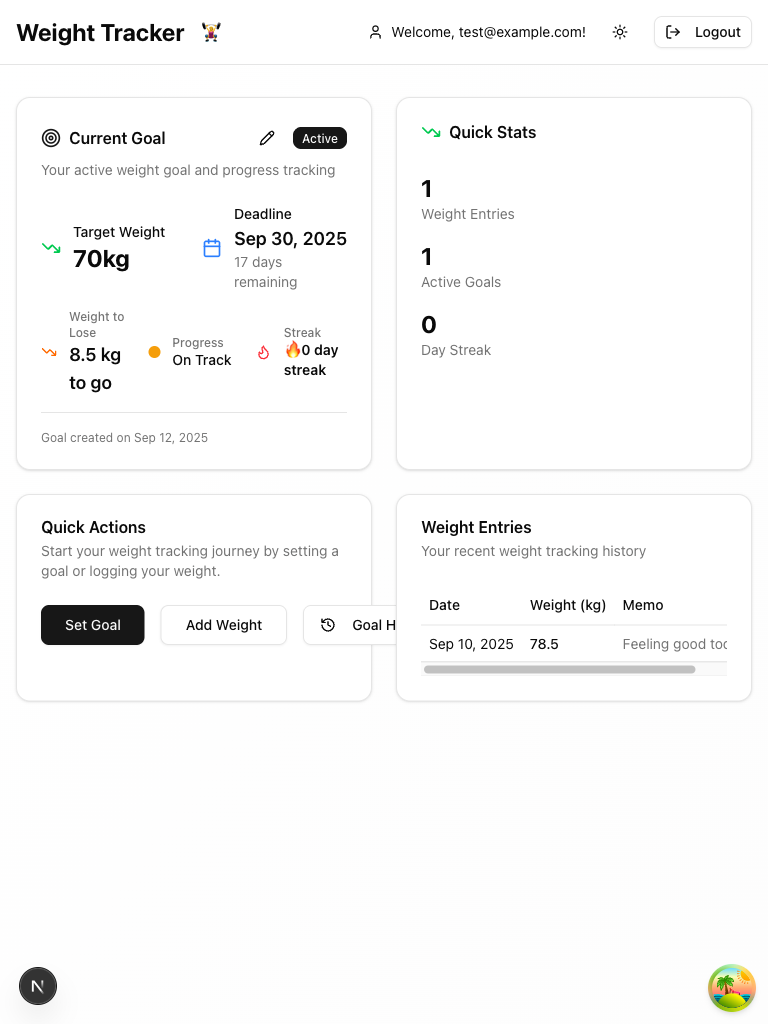 Weight Tracker 🏋️
Welcome, test@example.com!
Logout
Current Goal
Active
Your active weight goal and progress tracking
Target Weight
70kg
Deadline
Sep 30, 2025
17 days
remaining
Weight to
Lose
8.5 kg
to go
Progress
On Track
Streak
🔥0 day
streak
Goal created on Sep 12, 2025
Quick Stats
1
Weight Entries
1
Active Goals
0
Day Streak
Quick Actions
Start your weight tracking journey by setting a
goal or logging your weight.
Set Goal
Add Weight
Goal H
Weight Entries
Your recent weight tracking history
Date Weight (kg) Memo
Sep 10, 2025 78.5 Feeling good
N